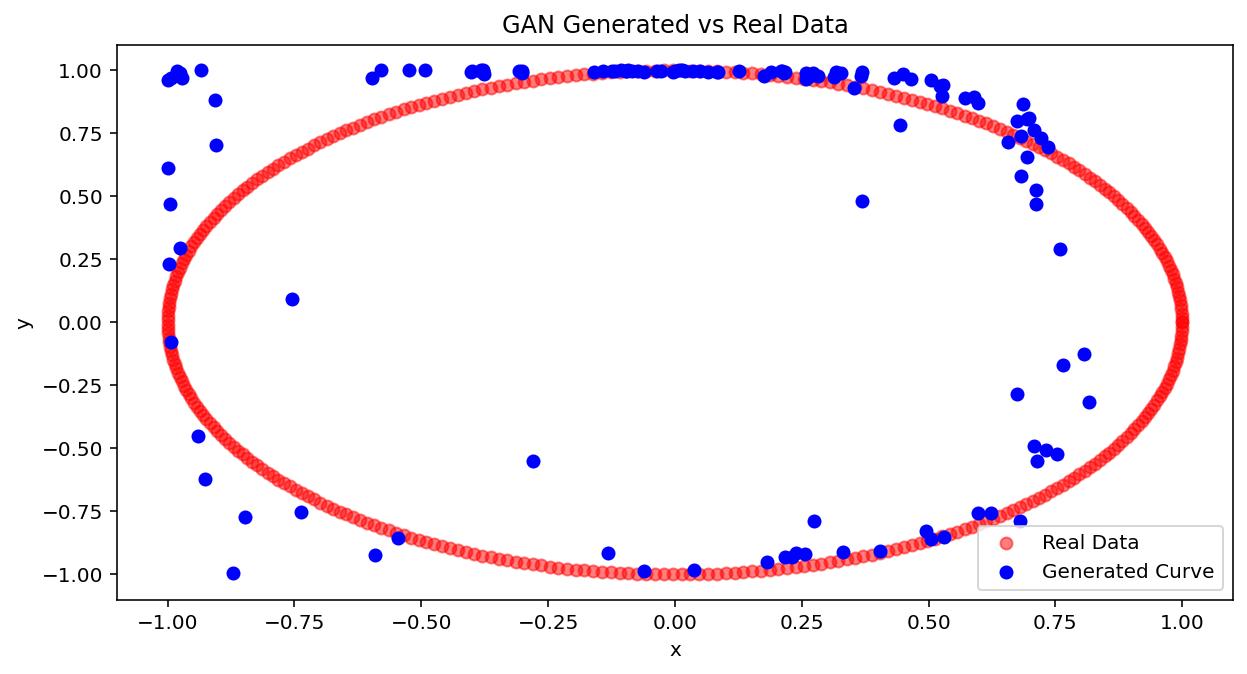 GAN Generated vs Real Data
1.00
0.75
0.50
0.25
0.00
−0.25
−0.50
−0.75
−1.00
y
−1.00 −0.75 −0.50 −0.25 0.00 0.25 0.50 0.75 1.00
x
Real Data
Generated Curve